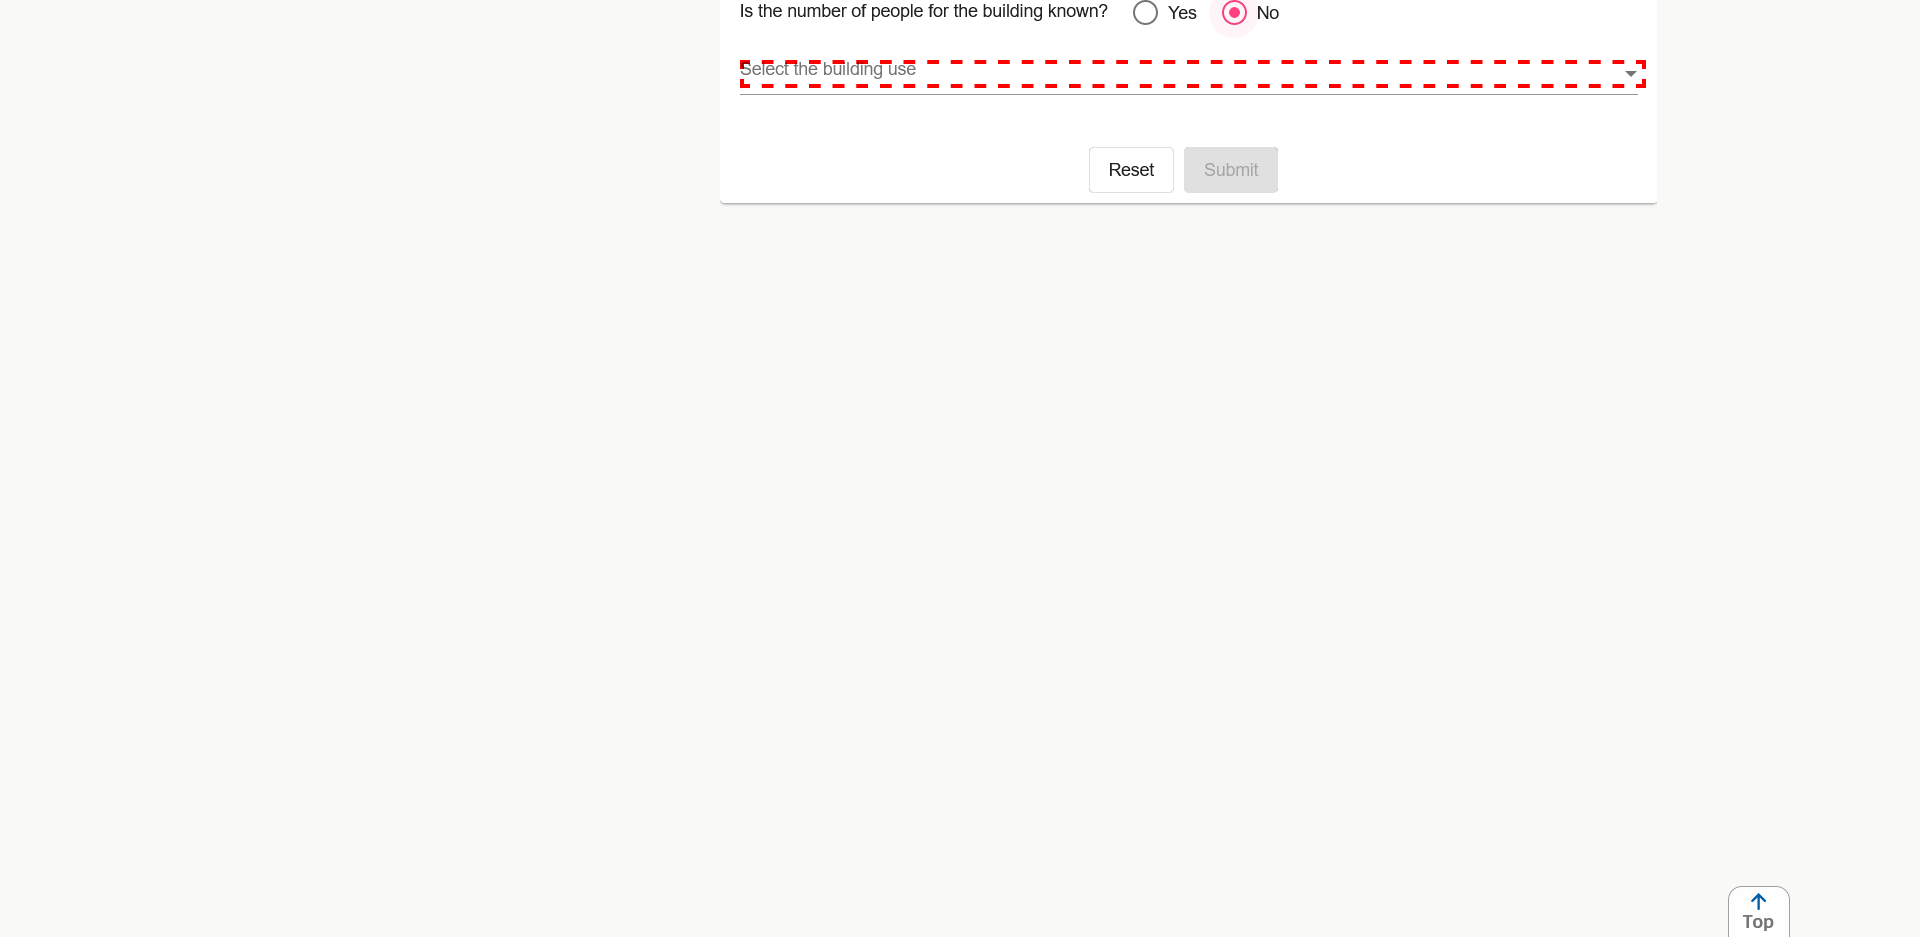 Is the number of people for the building known? Yes No
Select the building use
Reset Submit
Top